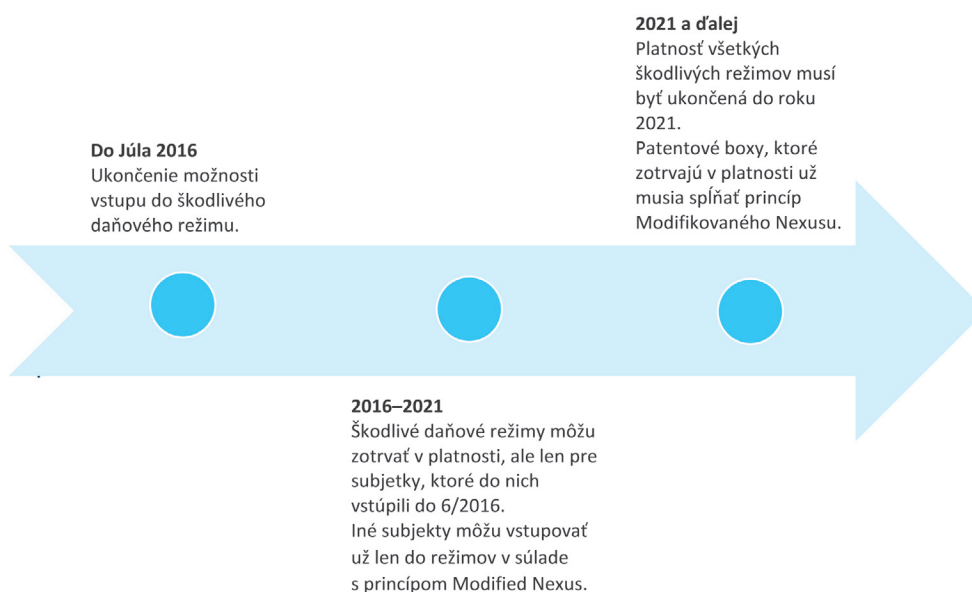 Do Júla 2016
Ukončenie možnosti
vstupu do škodlivého
daňového režimu.
2016–2021
Škodlivé daňové režimy môžu
zotrvať v platnosti, ale len pre
subjetky, ktoré do nich
vstúpili do 6/2016.
Iné subjekty môžu vstupovať
už len do režimov v súlade
s princípom Modified Nexus.
2021 a ďalej
Platnosť všetkých
škodlivých režimov musí
byť ukončená do roku
2021.
Patentové boxy, ktoré
zotrvajú v platnosti už
musia spĺňať princíp
Modifikovaného Nexusu.